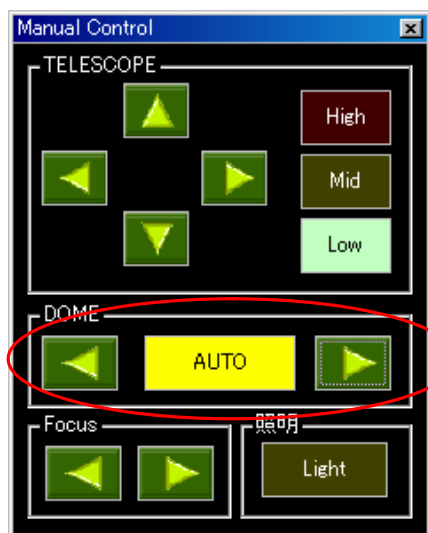 Manual Control
TELESCOPE
High
Mid
Low
DOME
AUTO
Focus
照明
Light